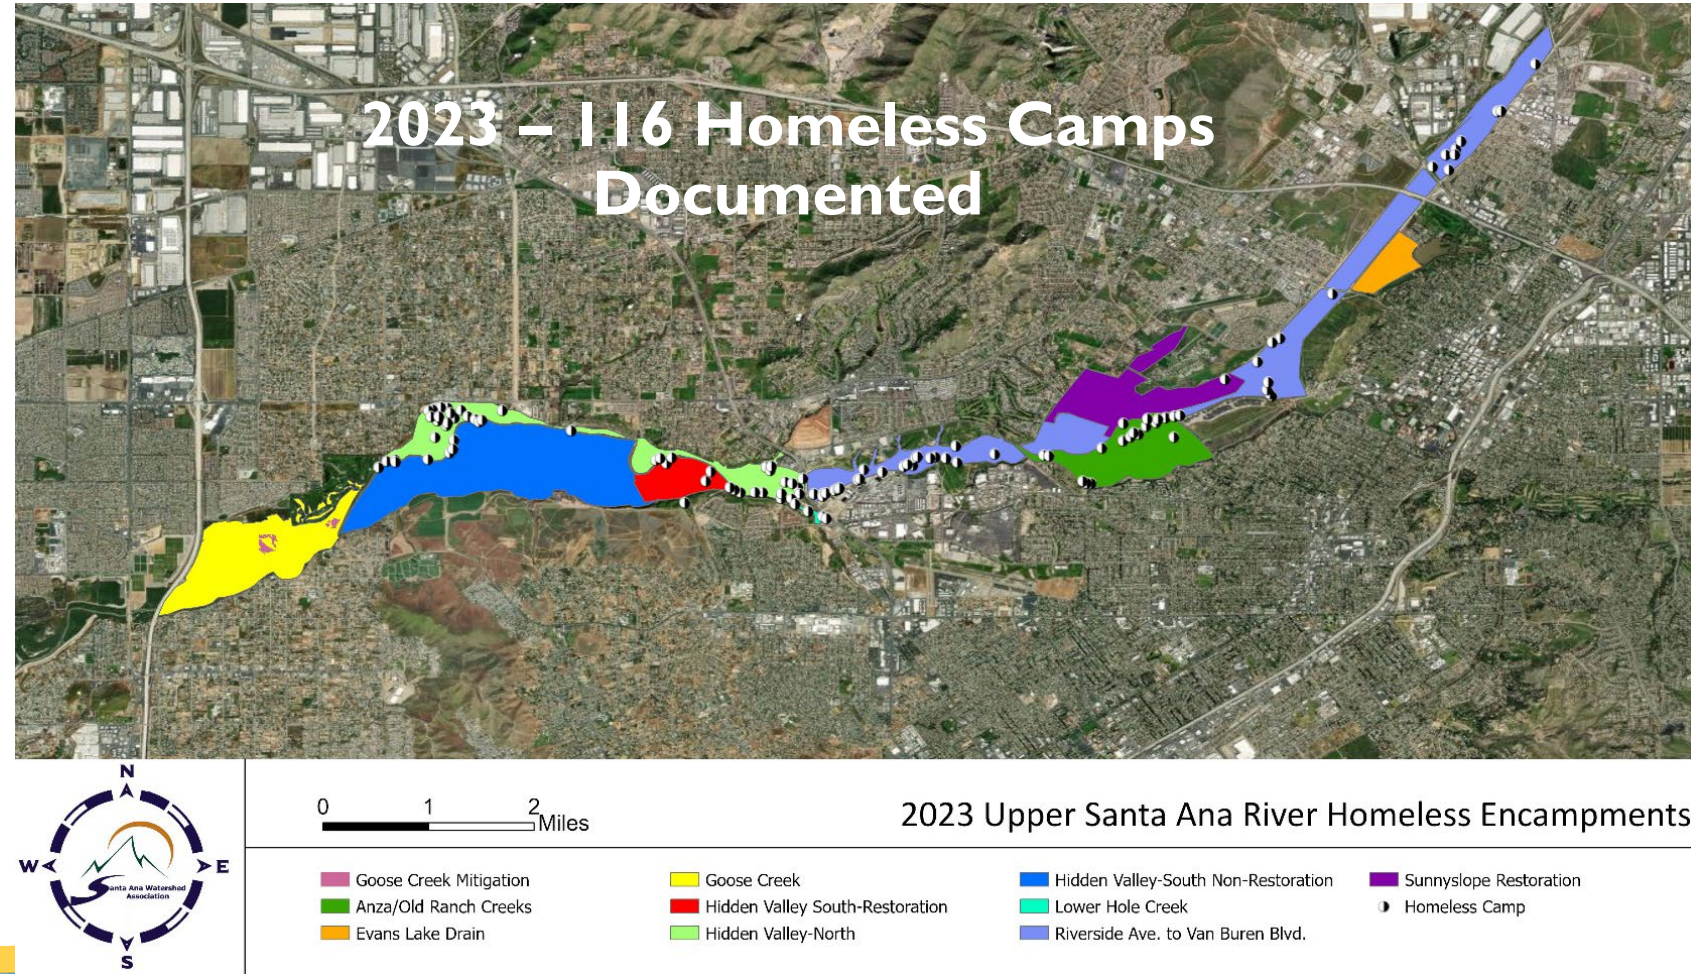 2023 – 116 Homeless Camps
Documented
N
W
E
S
Santa Ana Watershed
Association
0 1 2 Miles
2023 Upper Santa Ana River Homeless Encampments
Goose Creek Mitigation
Anza/Old Ranch Creeks
Evans Lake Drain
Goose Creek
Hidden Valley South-Restoration
Hidden Valley-North
Hidden Valley-South Non-Restoration
Lower Hole Creek
Riverside Ave. to Van Buren Blvd.
Sunnyslope Restoration
Homeless Camp